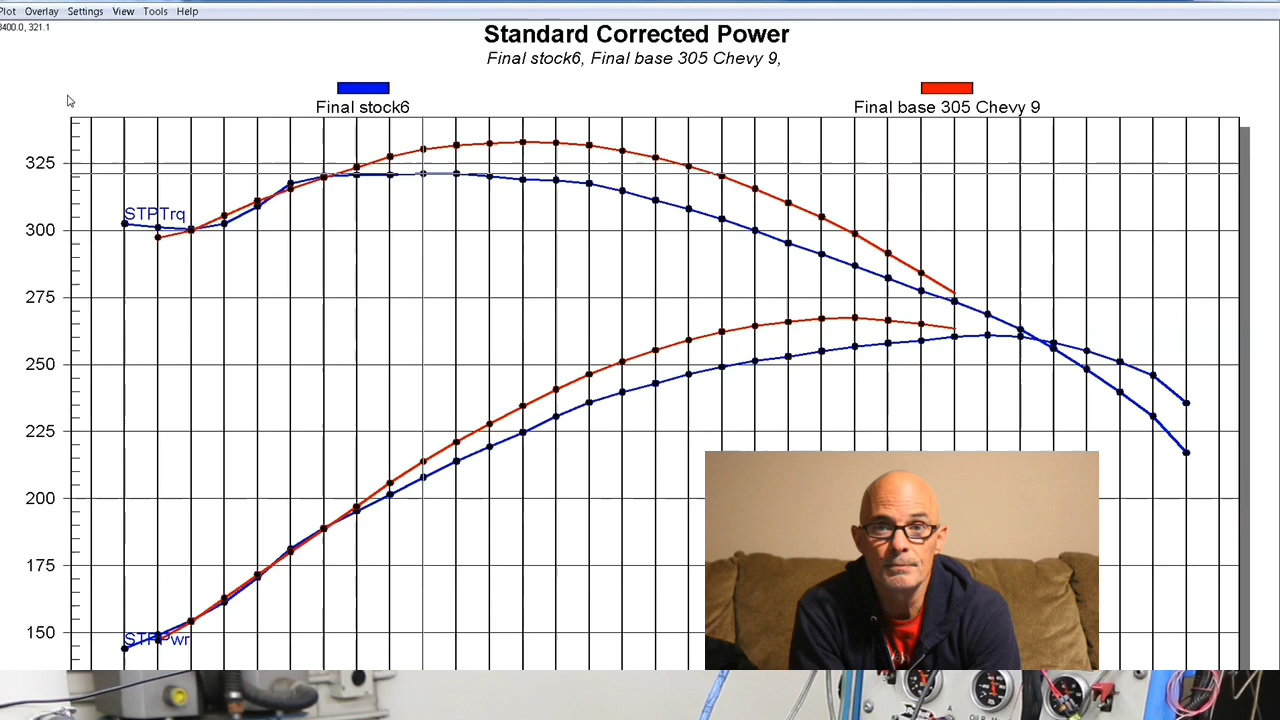 Plot Overlay Settings View Tools Help
3400.0, 321.1
Standard Corrected Power
Final stock6, Final base 305 Chevy 9,
Final stock6 Final base 305 Chevy 9
325
STPTrq
300
275
250
225
200
175
150
STPPwr